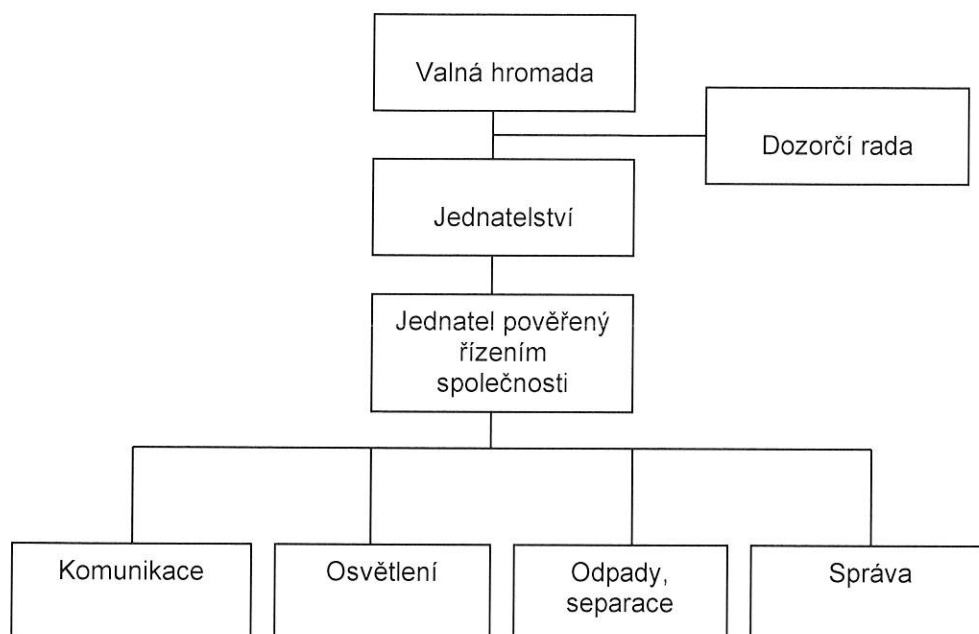 Valná hromada
Dozorčí rada
Jednatelství
Jednatel pověřený
řízením
společnosti
Komunikace
Osvětlení
Odpady,
separace
Správa